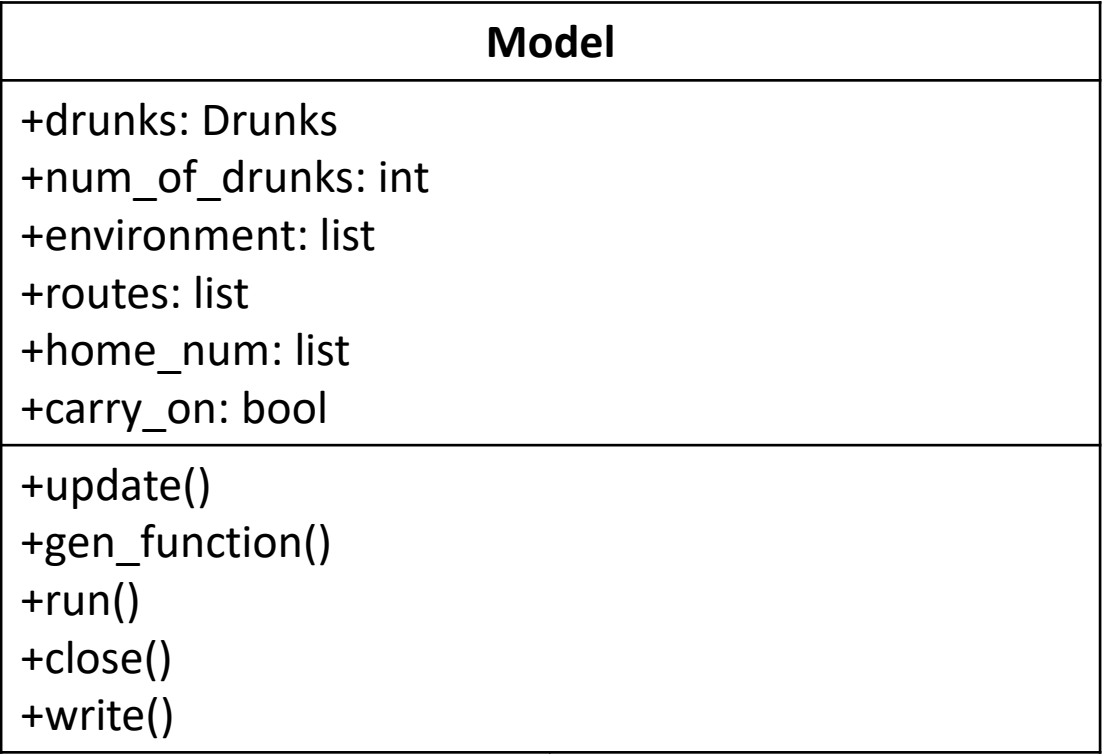 Model
+drunks: Drunks
+num_of_drunks: int
+environment: list
+routes: list
+home_num: list
+carry_on: bool
+update()
+gen_function()
+run()
+close()
+write()